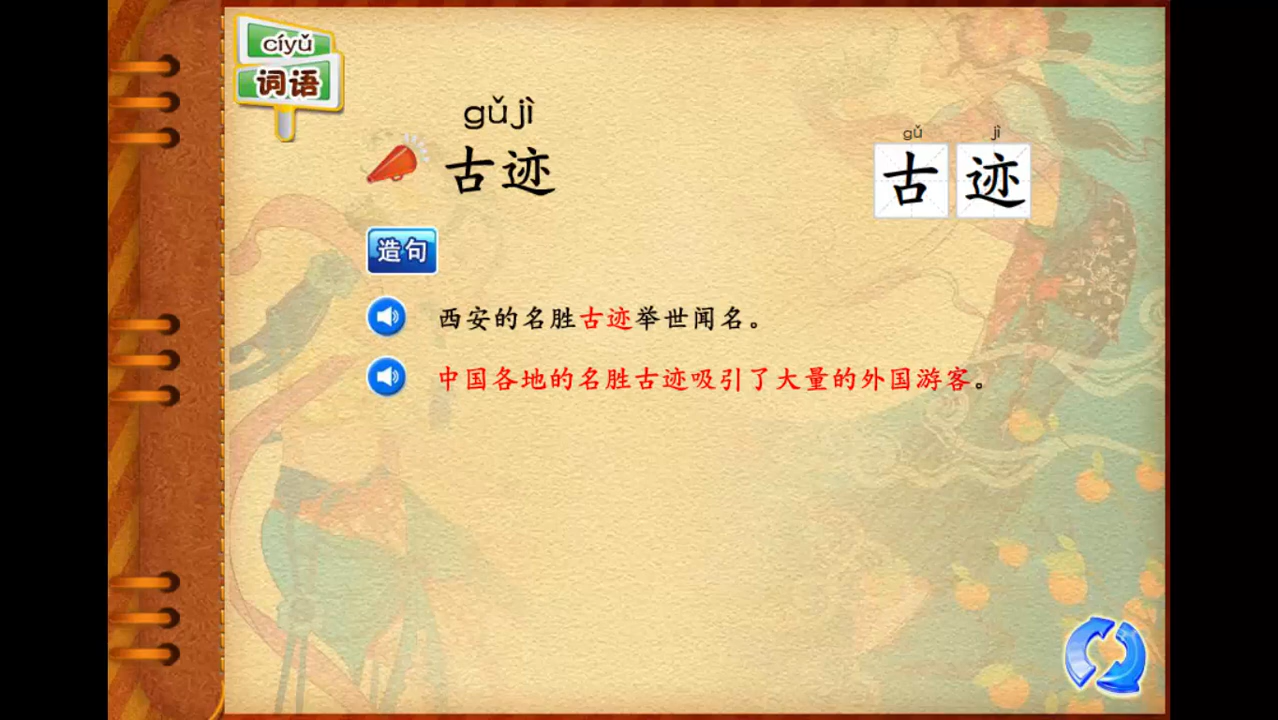 cíyǔ
词语
gǔ jì
古迹
gǔ jì
古迹
造句
西安的名胜古迹举世闻名。
中国各地的名胜古迹吸引了大量的外国游客。